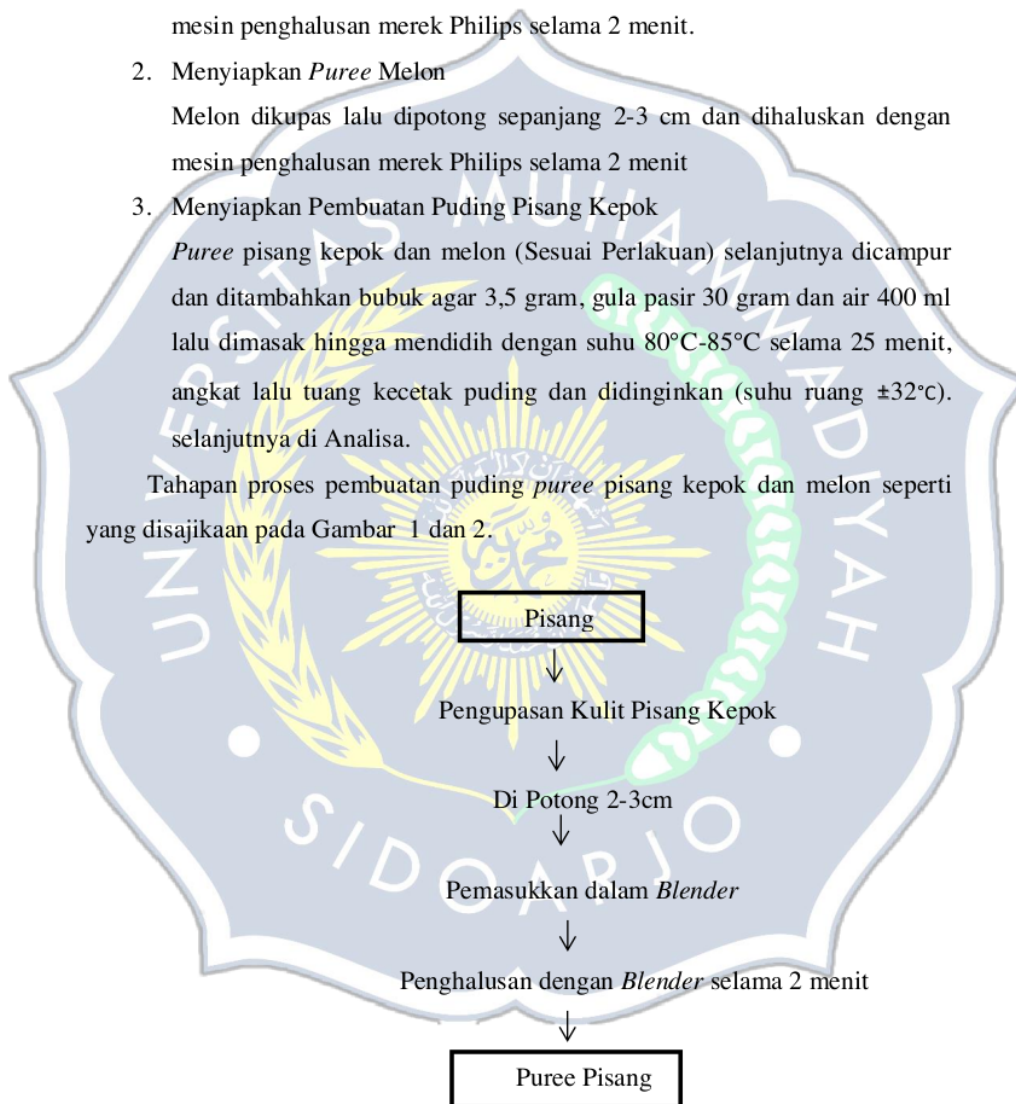 mesin penghalusan merek Philips selama 2 menit.
2. Menyiapkan Puree Melon
Melon dikupas lalu dipotong sepanjang 2-3 cm dan dihaluskan dengan
mesin penghalusan merek Philips selama 2 menit
3. Menyiapkan Pembuatan Puding Pisang Kepok
Puree pisang kepok dan melon (Sesuai Perlakuan) selanjutnya dicampur
dan ditambahkan bubuk agar 3,5 gram, gula pasir 30 gram dan air 400 ml
lalu dimasak hingga mendidih dengan suhu 80°C-85°C selama 25 menit,
angkat lalu tuang kecetak puding dan didinginkan (suhu ruang ±32°C).
selanjutnya di Analisa.
Tahapan proses pembuatan puding puree pisang kepok dan melon seperti
yang disajikaan pada Gambar 1 dan 2.
Pisang
Pengupasan Kulit Pisang Kepok
Di Potong 2-3cm
Pemasukkan dalam Blender
Penghalusan dengan Blender selama 2 menit
Puree Pisang
UNIVERSITAS MUHAMMADIYAH
SIDOARJO